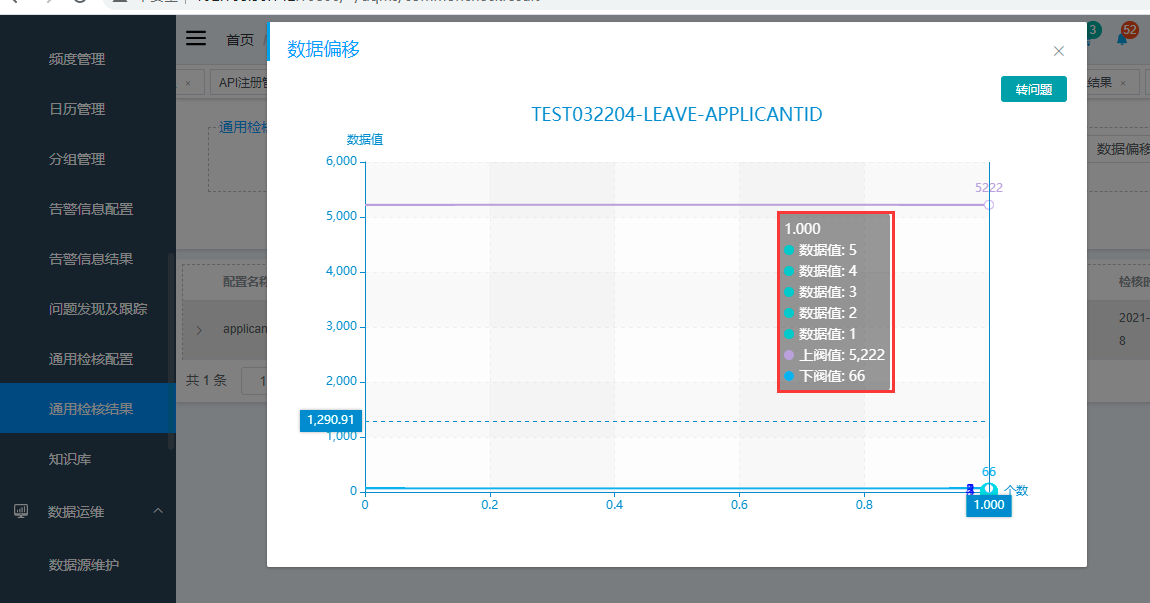 频度管理
日历管理
分组管理
告警信息配置
告警信息结果
问题发现及跟踪
通用检核配置
通用检核结果
知识库
数据运维
数据源维护
首页 /
3
52
API注册管
结果 ×
通用检核
数据偏移
配置名称
检核时
applican
2021-
8
共 1 条
1
数据偏移
转问题
TEST032204-LEAVE-APPLICANTID
数据值
6,000
5,000
4,000
3,000
2,000
1,000
0
1,290.91
5222
1.000
数据值: 5
数据值: 4
数据值: 3
数据值: 2
数据值: 1
上阀值: 5,222
下阀值: 66
66
个数
0
0.2
0.4
0.6
0.8
1.000